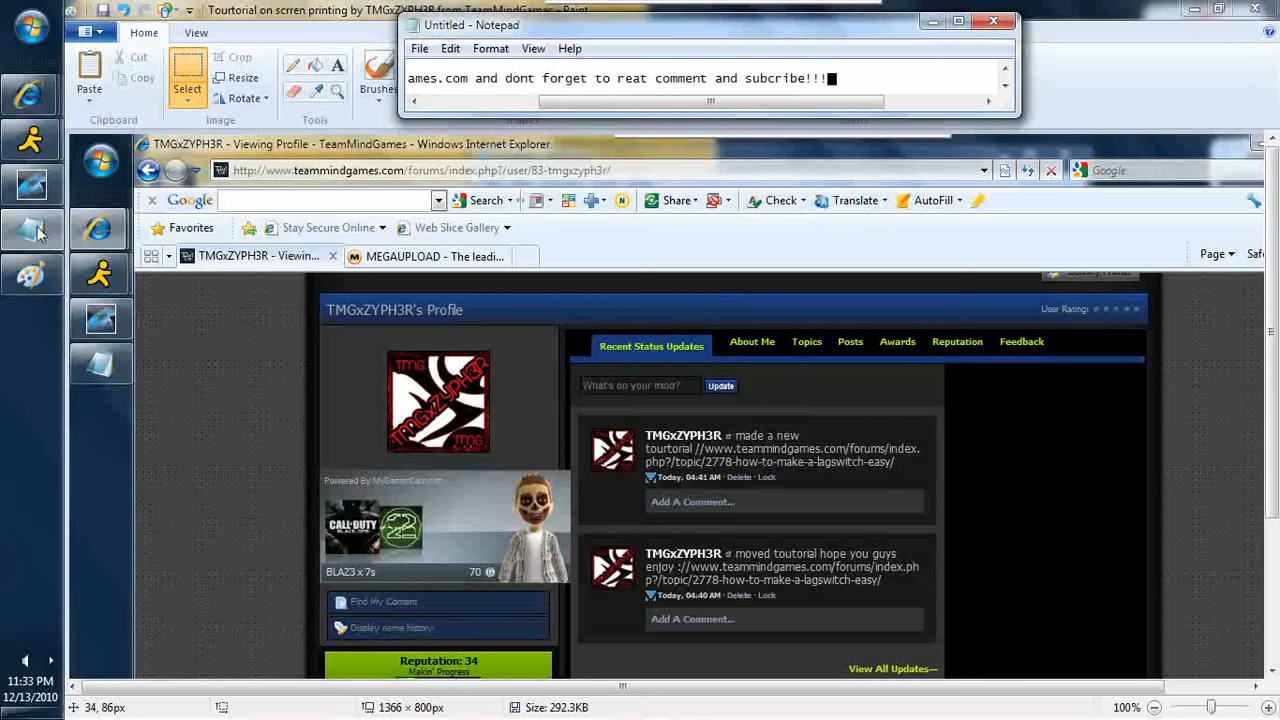 Tourtorial on scrren printing by TMGxZYPH3R from TeamMindGames - Paint
Untitled - Notepad
File Edit Format View Help
ames.com and dont forget to reat comment and subcribe!!!
Home View
Cut
Copy
Paste
Clipboard
Crop
Resize
Rotate
Select
Image
Tools
Brushes
TMGxZYPH3R - Viewing Profile - TeamMindGames - Windows Internet Explorer
http://www.teammindgames.com/forums/index.php?/user/83-tmgxzyph3r/
Google
Google
Search
Share
Check
Translate
AutoFill
Favorites
Stay Secure Online
Web Slice Gallery
TMGxZYPH3R - Viewin...
MEGAUPLOAD - The leadi...
Page
Safe
TMGxZYPH3R's Profile
User Rating:
Recent Status Updates About Me Topics Posts Awards Reputation Feedback
What's on your mind?
Update
TMG
TMGxZYPH3R
TMG
TMGxZYPH3R made a new
tourtorial //www.teammindgames.com/forums/index.
php?/topic/2778-how-to-make-a-lagswitch-easy/
Today, 04:41 AM · Delete · Lock
Add A Comment...
Powered By MyGamerCard.net
CALL OF DUTY
BLACK OPS
BLAZ3 x 7s 70 G
TMGxZYPH3R moved toutorial hope you guys
enjoy ://www.teammindgames.com/forums/index.ph
p?/topic/2778-how-to-make-a-lagswitch-easy/
Today, 04:40 AM · Delete · Lock
Add A Comment...
Find My Content
Display name history
Reputation: 34
Makin' Progress
View All Updates
11:33 PM
12/13/2010
34, 86px
1366 × 800px
Size: 292.3KB
100%